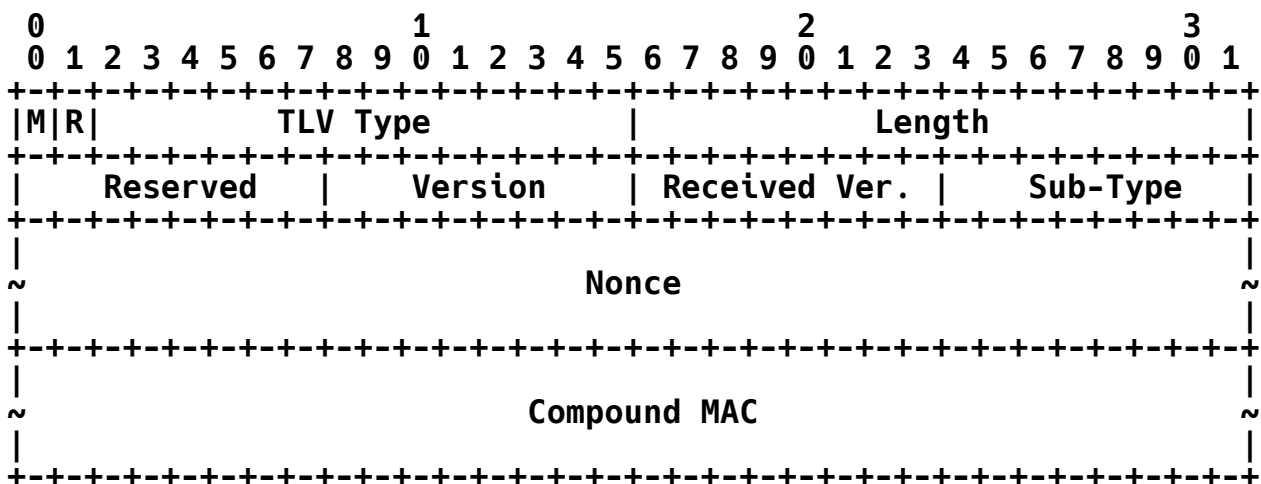 0                   1                   2                   3
 0 1 2 3 4 5 6 7 8 9 0 1 2 3 4 5 6 7 8 9 0 1 2 3 4 5 6 7 8 9 0 1
+-+-+-+-+-+-+-+-+-+-+-+-+-+-+-+-+-+-+-+-+-+-+-+-+-+-+-+-+-+-+-+-+
|M|R|         TLV Type          |            Length             |
+-+-+-+-+-+-+-+-+-+-+-+-+-+-+-+-+-+-+-+-+-+-+-+-+-+-+-+-+-+-+-+-+
|    Reserved   |    Version    | Received Ver. |    Sub-Type   |
+-+-+-+-+-+-+-+-+-+-+-+-+-+-+-+-+-+-+-+-+-+-+-+-+-+-+-+-+-+-+-+-+
|                                                               |
~                             Nonce                             ~
|                                                               |
+-+-+-+-+-+-+-+-+-+-+-+-+-+-+-+-+-+-+-+-+-+-+-+-+-+-+-+-+-+-+-+-+
|                                                               |
~                          Compound MAC                         ~
|                                                               |
+-+-+-+-+-+-+-+-+-+-+-+-+-+-+-+-+-+-+-+-+-+-+-+-+-+-+-+-+-+-+-+-+